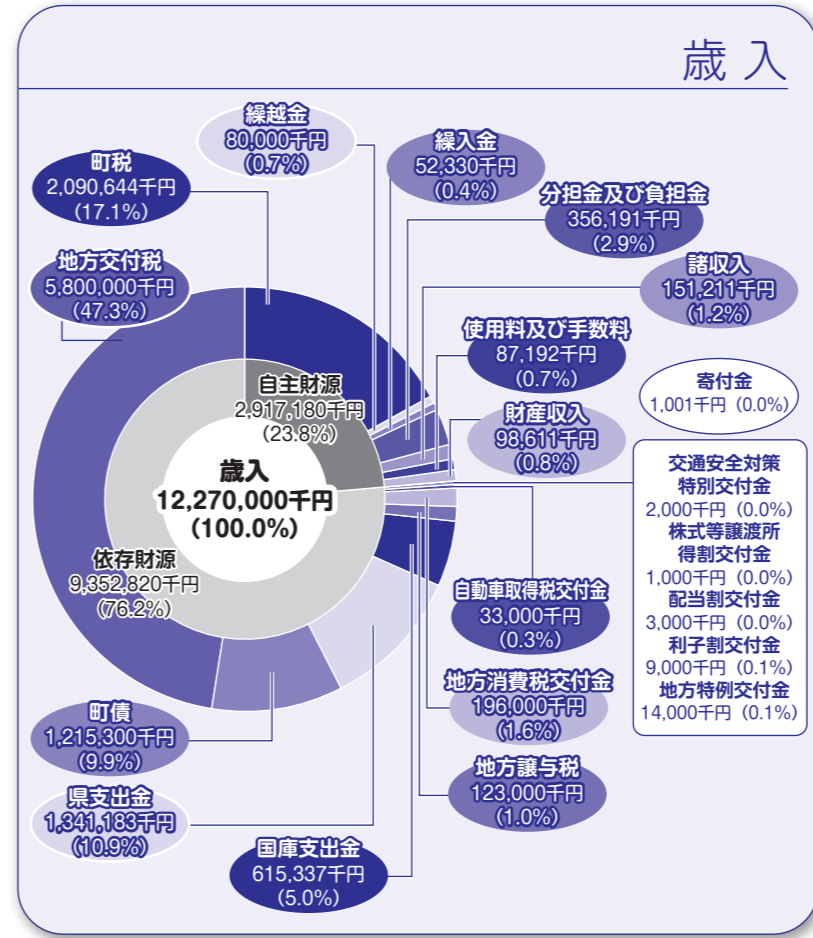 歳入
繰越金
80,000千円
(0.7%)
繰入金
52,330千円
(0.4%)
町税
2,090,644千円
(17.1%)
分担金及び負担金
356,191千円
(2.9%)
地方交付税
5,800,000千円
(47.3%)
諸収入
151,211千円
(1.2%)
使用料及び手数料
87,192千円
(0.7%)
寄付金
1,001千円（0.0%）
自主財源
2,917,180千円
(23.8%)
財産収入
98,611千円
(0.8%)
歳入
12,270,000千円
(100.0%)
交通安全対策
特別交付金
2,000千円（0.0%）
株式等譲渡所
得割交付金
1,000千円（0.0%）
配当割交付金
3,000千円（0.0%）
利子割交付金
9,000千円（0.1%）
地方特例交付金
14,000千円（0.1%）
依存財源
9,352,820千円
(76.2%)
自動車取得税交付金
33,000千円
(0.3%)
地方消費税交付金
196,000千円
(1.6%)
町債
1,215,300千円
(9.9%)
地方譲与税
123,000千円
(1.0%)
県支出金
1,341,183千円
(10.9%)
国庫支出金
615,337千円
(5.0%)